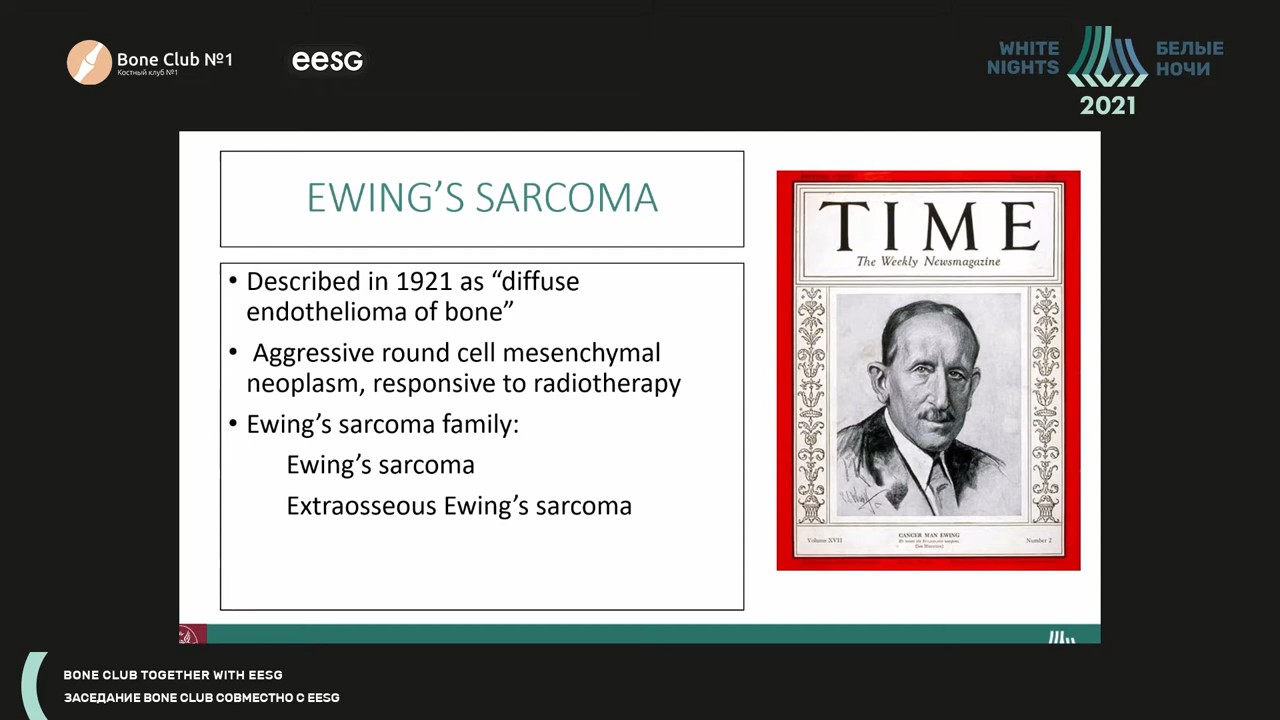 Bone Club №1
Костный клуб №1
eesg
WHITE
NIGHTS
БЕЛЫЕ
НОЧИ
2021
EWING’S SARCOMA
• Described in 1921 as “diffuse
endothelioma of bone”
• Aggressive round cell mesenchymal
neoplasm, responsive to radiotherapy
• Ewing’s sarcoma family:
Ewing’s sarcoma
Extraosseous Ewing’s sarcoma
TIME
The Weekly Newsmagazine
Volume XVII
CANCER MAN EWING
Number 2
BONE CLUB TOGETHER WITH EESG
ЗАСЕДАНИЕ BONE CLUB СОВМЕСТНО С EESG